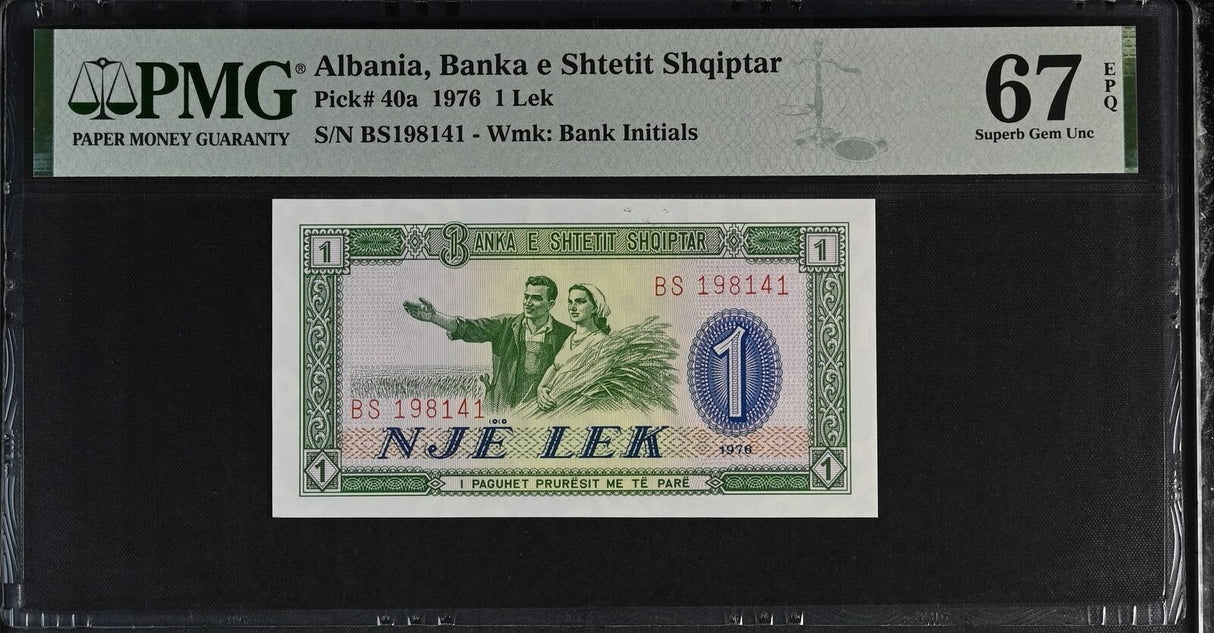 PMG®
PAPER MONEY GUARANTY
Albania, Banka e Shtetit Shqiptar
Pick# 40a 1976 1 Lek
S/N BS198141 - Wmk: Bank Initials
67
EPQ
Superb Gem Unc
1
BANKA E SHTETIT SHQIPTAR
1
BS 198141
1
BS 198141
NJË LEK
1976
1
I PAGUHET PRURËSIT ME TË PARË
1